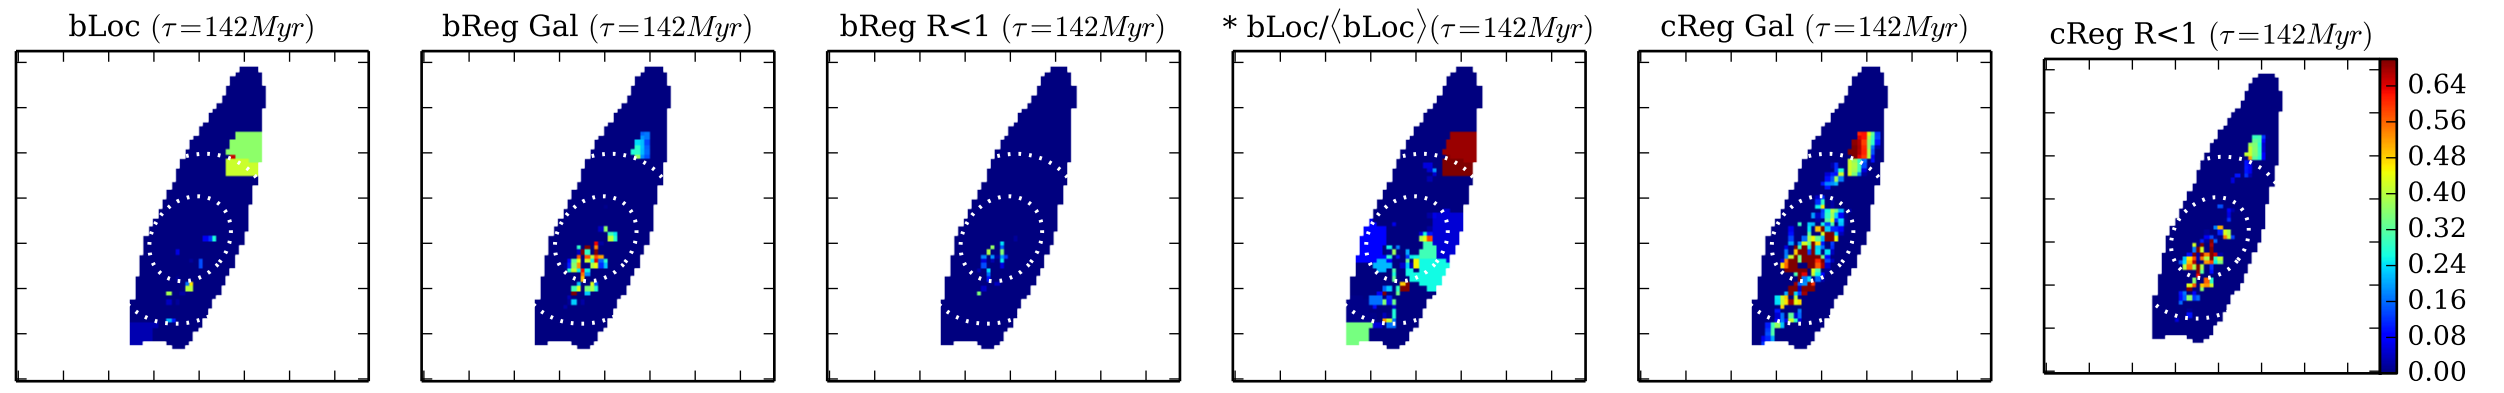 bLoc (τ=142Myr)
bReg Gal (τ=142Myr)
bReg R<1 (τ=142Myr)
* bLoc/⟨bLoc⟩(τ=142Myr)
cReg Gal (τ=142Myr)
cReg R<1 (τ=142Myr)
0.64
0.56
0.48
0.40
0.32
0.24
0.16
0.08
0.00